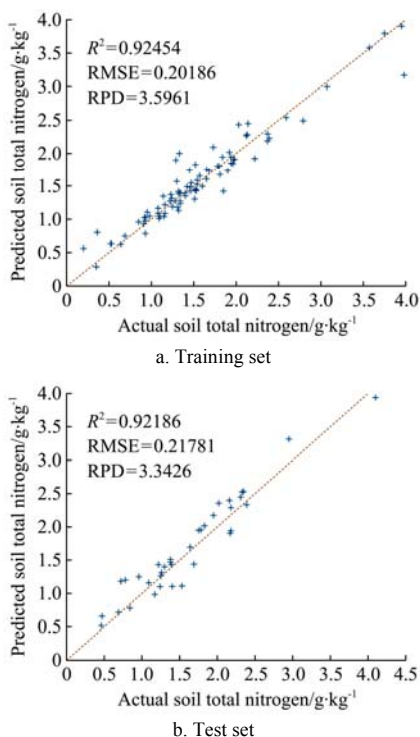 4.0
R²=0.92454
3.5
RMSE=0.20186
3.0
RPD=3.5961
2.5
2.0
1.5
1.0
0.5
Predicted soil total nitrogen/g·kg⁻¹
0 0.5 1.0 1.5 2.0 2.5 3.0 3.5 4.0
Actual soil total nitrogen/g·kg⁻¹
a. Training set
4.0
R²=0.92186
3.5
RMSE=0.21781
3.0
RPD=3.3426
2.5
2.0
1.5
1.0
0.5
Predicted soil total nitrogen/g·kg⁻¹
0 0.5 1.0 1.5 2.0 2.5 3.0 3.5 4.0 4.5
Actual soil total nitrogen/g·kg⁻¹
b. Test set